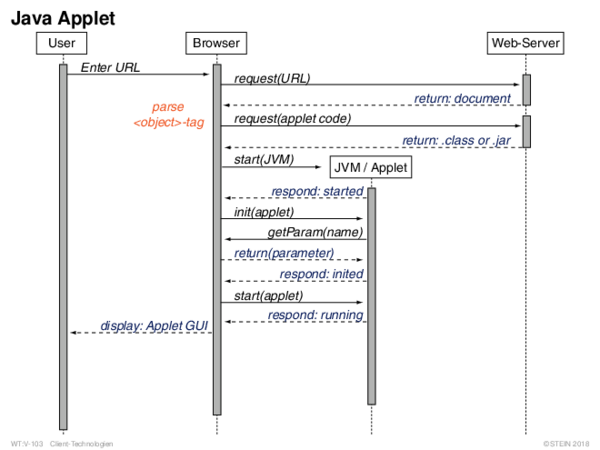 Java Applet
User
Browser
Web-Server
Enter URL
request(URL)
return: document
parse
<object>-tag
request(applet code)
return: .class or .jar
start(JVM)
JVM / Applet
respond: started
init(applet)
getParam(name)
return(parameter)
respond: inited
start(applet)
respond: running
display: Applet GUI
WT:V-103 Client-Technologien
©STEIN 2018